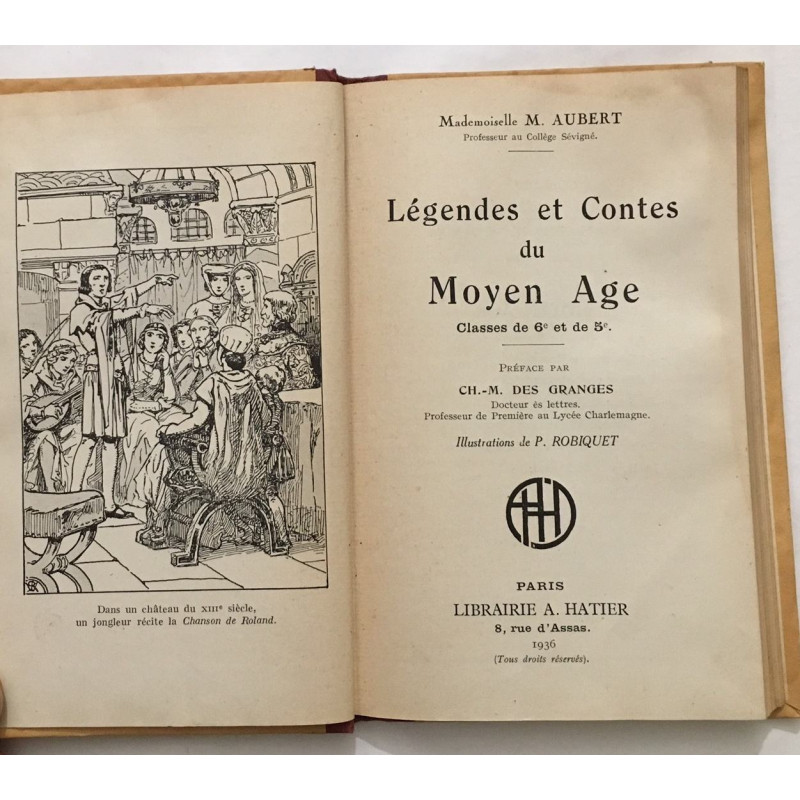 Dans un château du XIIIe siècle,
un jongleur récite la Chanson de Roland.
Mademoiselle M. AUBERT
Professeur au Collège Sévigné.
Légendes et Contes
du
Moyen Age
Classes de 6e et de 5e.
PRÉFACE PAR
CH.-M. DES GRANGES
Docteur ès lettres.
Professeur de Première au Lycée Charlemagne.
Illustrations de P. ROBIQUET
PARIS
LIBRAIRIE A. HATIER
8, rue d'Assas.
1936
(Tous droits réservés).